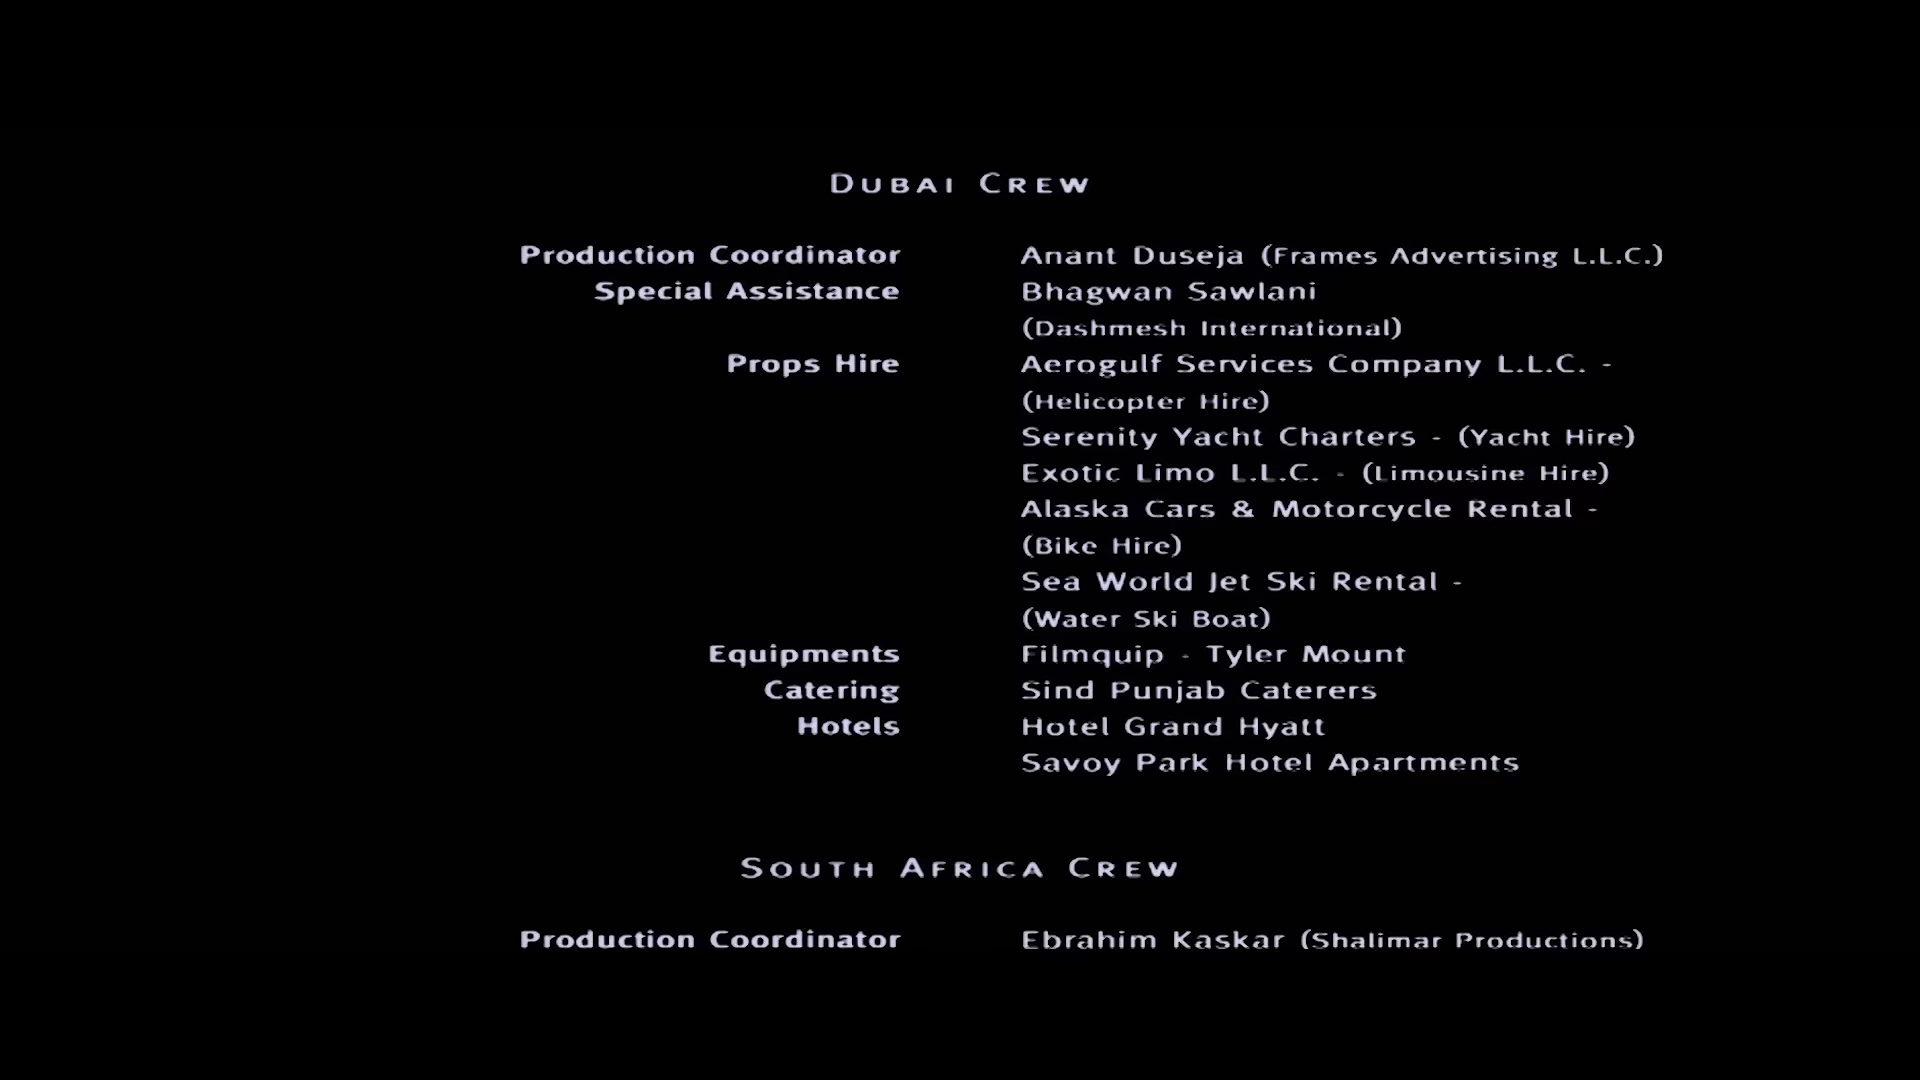 DUBAI CREW
Production Coordinator Anant Duseja (Frames Advertising L.L.C.)
Special Assistance Bhagwan Sawlani
(Dashmesh International)
Props Hire Aerogulf Services Company L.L.C. -
(Helicopter Hire)
Serenity Yacht Charters - (Yacht Hire)
Exotic Limo L.L.C. - (Limousine Hire)
Alaska Cars & Motorcycle Rental -
(Bike Hire)
Sea World Jet Ski Rental -
(Water Ski Boat)
Equipments Filmquip - Tyler Mount
Catering Sind Punjab Caterers
Hotels Hotel Grand Hyatt
Savoy Park Hotel Apartments
SOUTH AFRICA CREW
Production Coordinator Ebrahim Kaskar (Shalimar Productions)